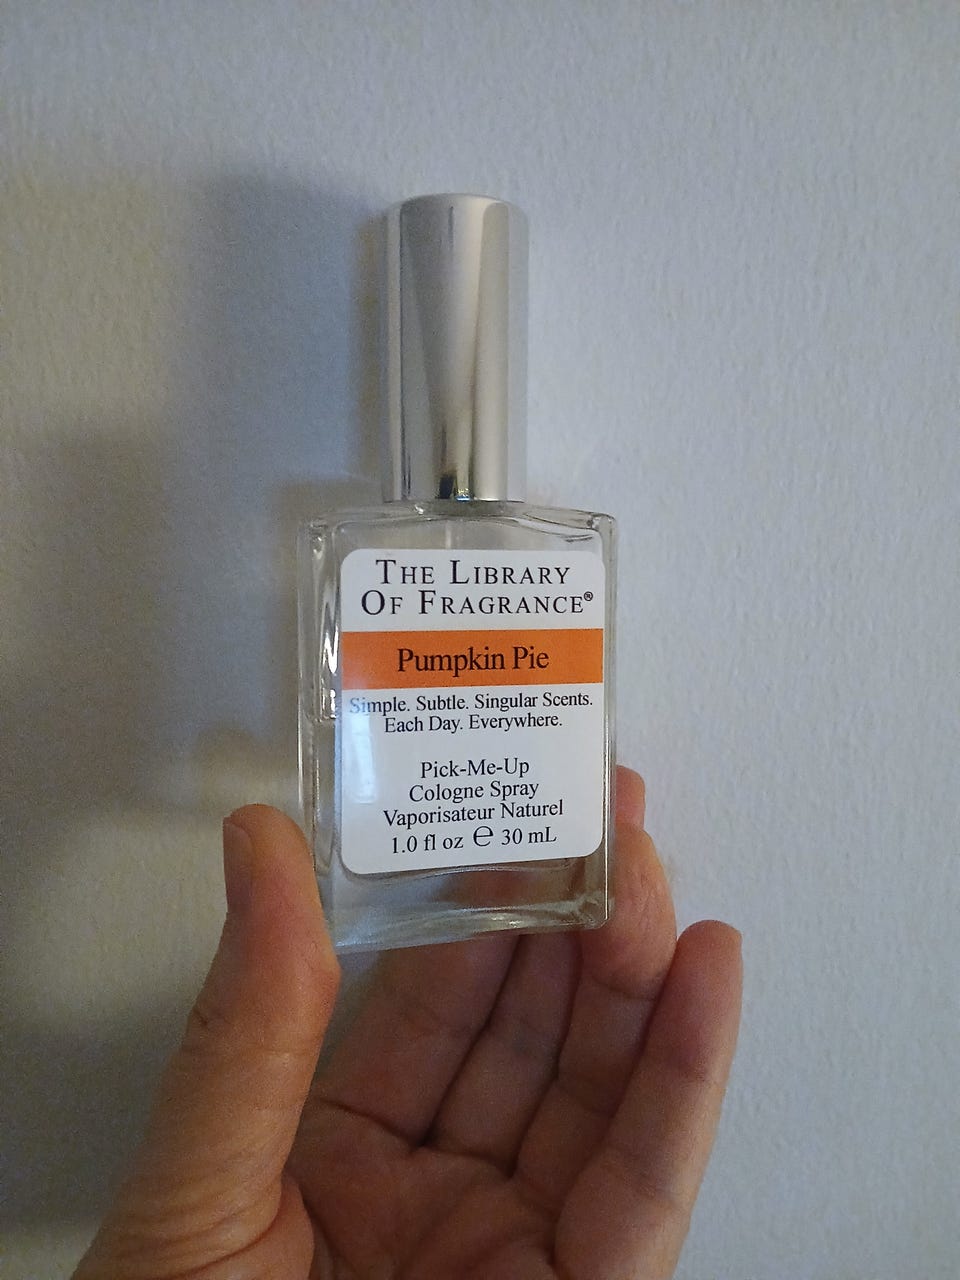 THE LIBRARY
OF FRAGRANCE®
Pumpkin Pie
Simple. Subtle. Singular Scents.
Each Day. Everywhere.
Pick-Me-Up
Cologne Spray
Vaporisateur Naturel
1.0 fl oz ℮ 30 mL